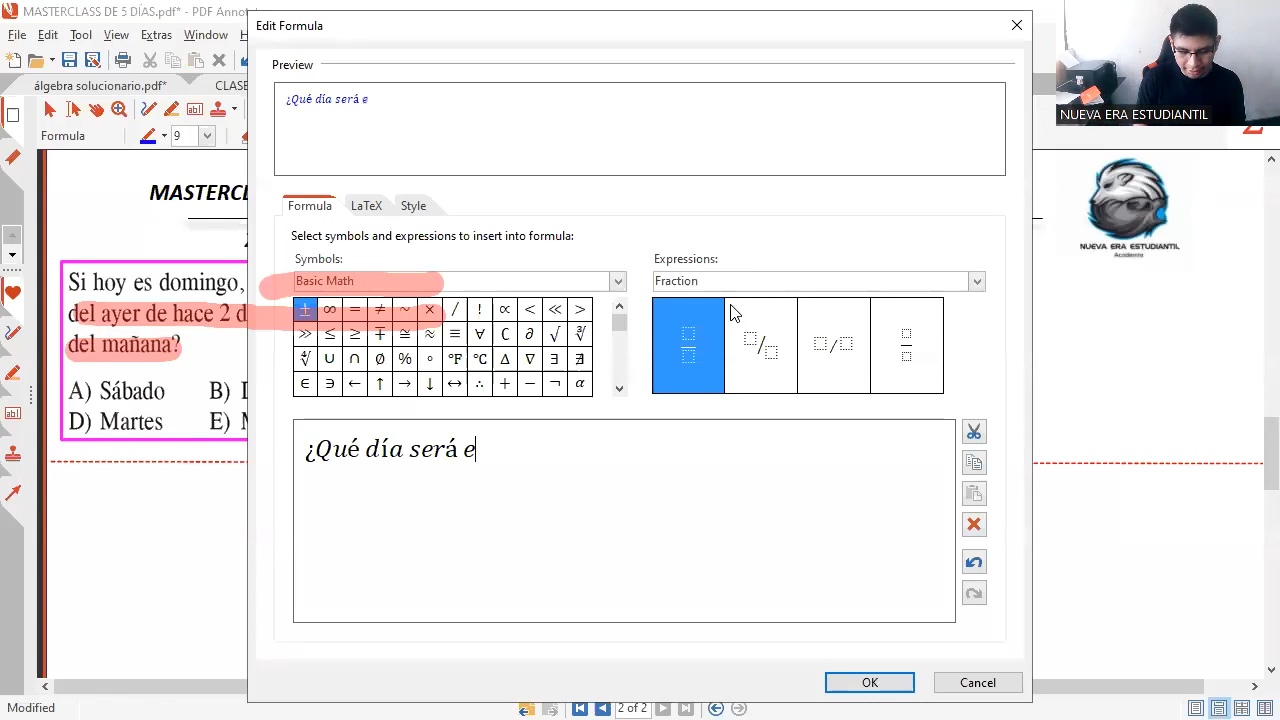 MASTERCLASS DE 5 DÍAS.pdf* - PDF Annot
File Edit Tool Favorites Extras Window
álgebra solucionario.pdf*
CLASE
Formula
9
MASTERCL
Si hoy es domingo,
del ayer de hace 2 d
del mañana?
A) Sábado B)
D) Martes E)
Edit Formula
Preview
¿Qué día será e
Formula LaTeX Style
Select symbols and expressions to insert into formula:
Symbols: Expressions:
Basic Math Fraction
± ∞ = ≠ ~ × / ! ∝ < ≪ >
≫ ≤ ≥ ∓ ≅ ≈ ≡ ∀ ∁ ∂ √ ∛
∜ ∪ ∩ ∅ % ° °F °C ∆ ∇ ∃ ∄
∈ ∋ ← ↑ → ↓ ↔ ∴ + − ¬ α
¿Qué día será e
OK Cancel
NUEVA ERA ESTUDIANTIL
NUEVA ERA ESTUDIANTIL
Academia
Modified
2 of 2